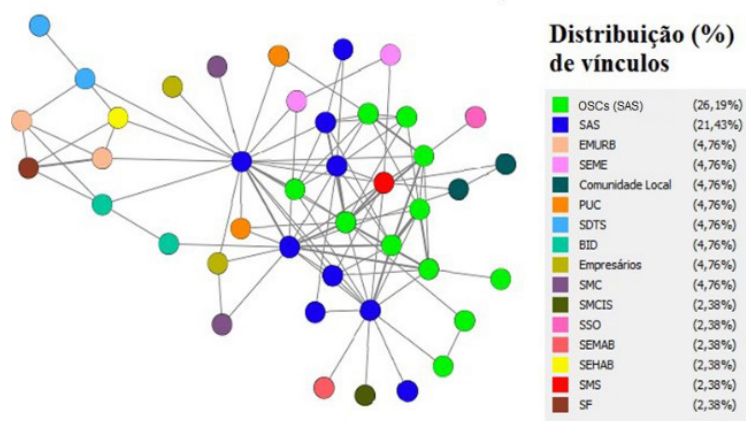 Distribuição (%)
de vínculos
OSCs (SAS) (26,19%)
SAS (21,43%)
EMURB (4,76%)
SEME (4,76%)
Comunidade Local (4,76%)
PUC (4,76%)
SDTS (4,76%)
BID (4,76%)
Empresários (4,76%)
SMC (4,76%)
SMCIS (2,38%)
SSO (2,38%)
SEMAB (2,38%)
SEHAB (2,38%)
SMS (2,38%)
SF (2,38%)